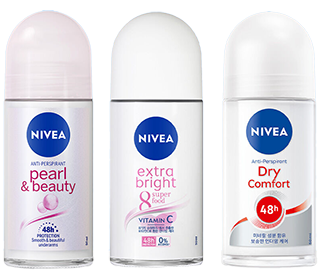 NIVEA
ANTI-PERSPIRANT
pearl
& beauty
48h
PROTECTION
Smooth & beautiful
underarms
NIVEA
extra
bright
8 super
food
VITAMIN C
48H 0%
NIVEA
Anti-Perspirant
Dry
Comfort
48h